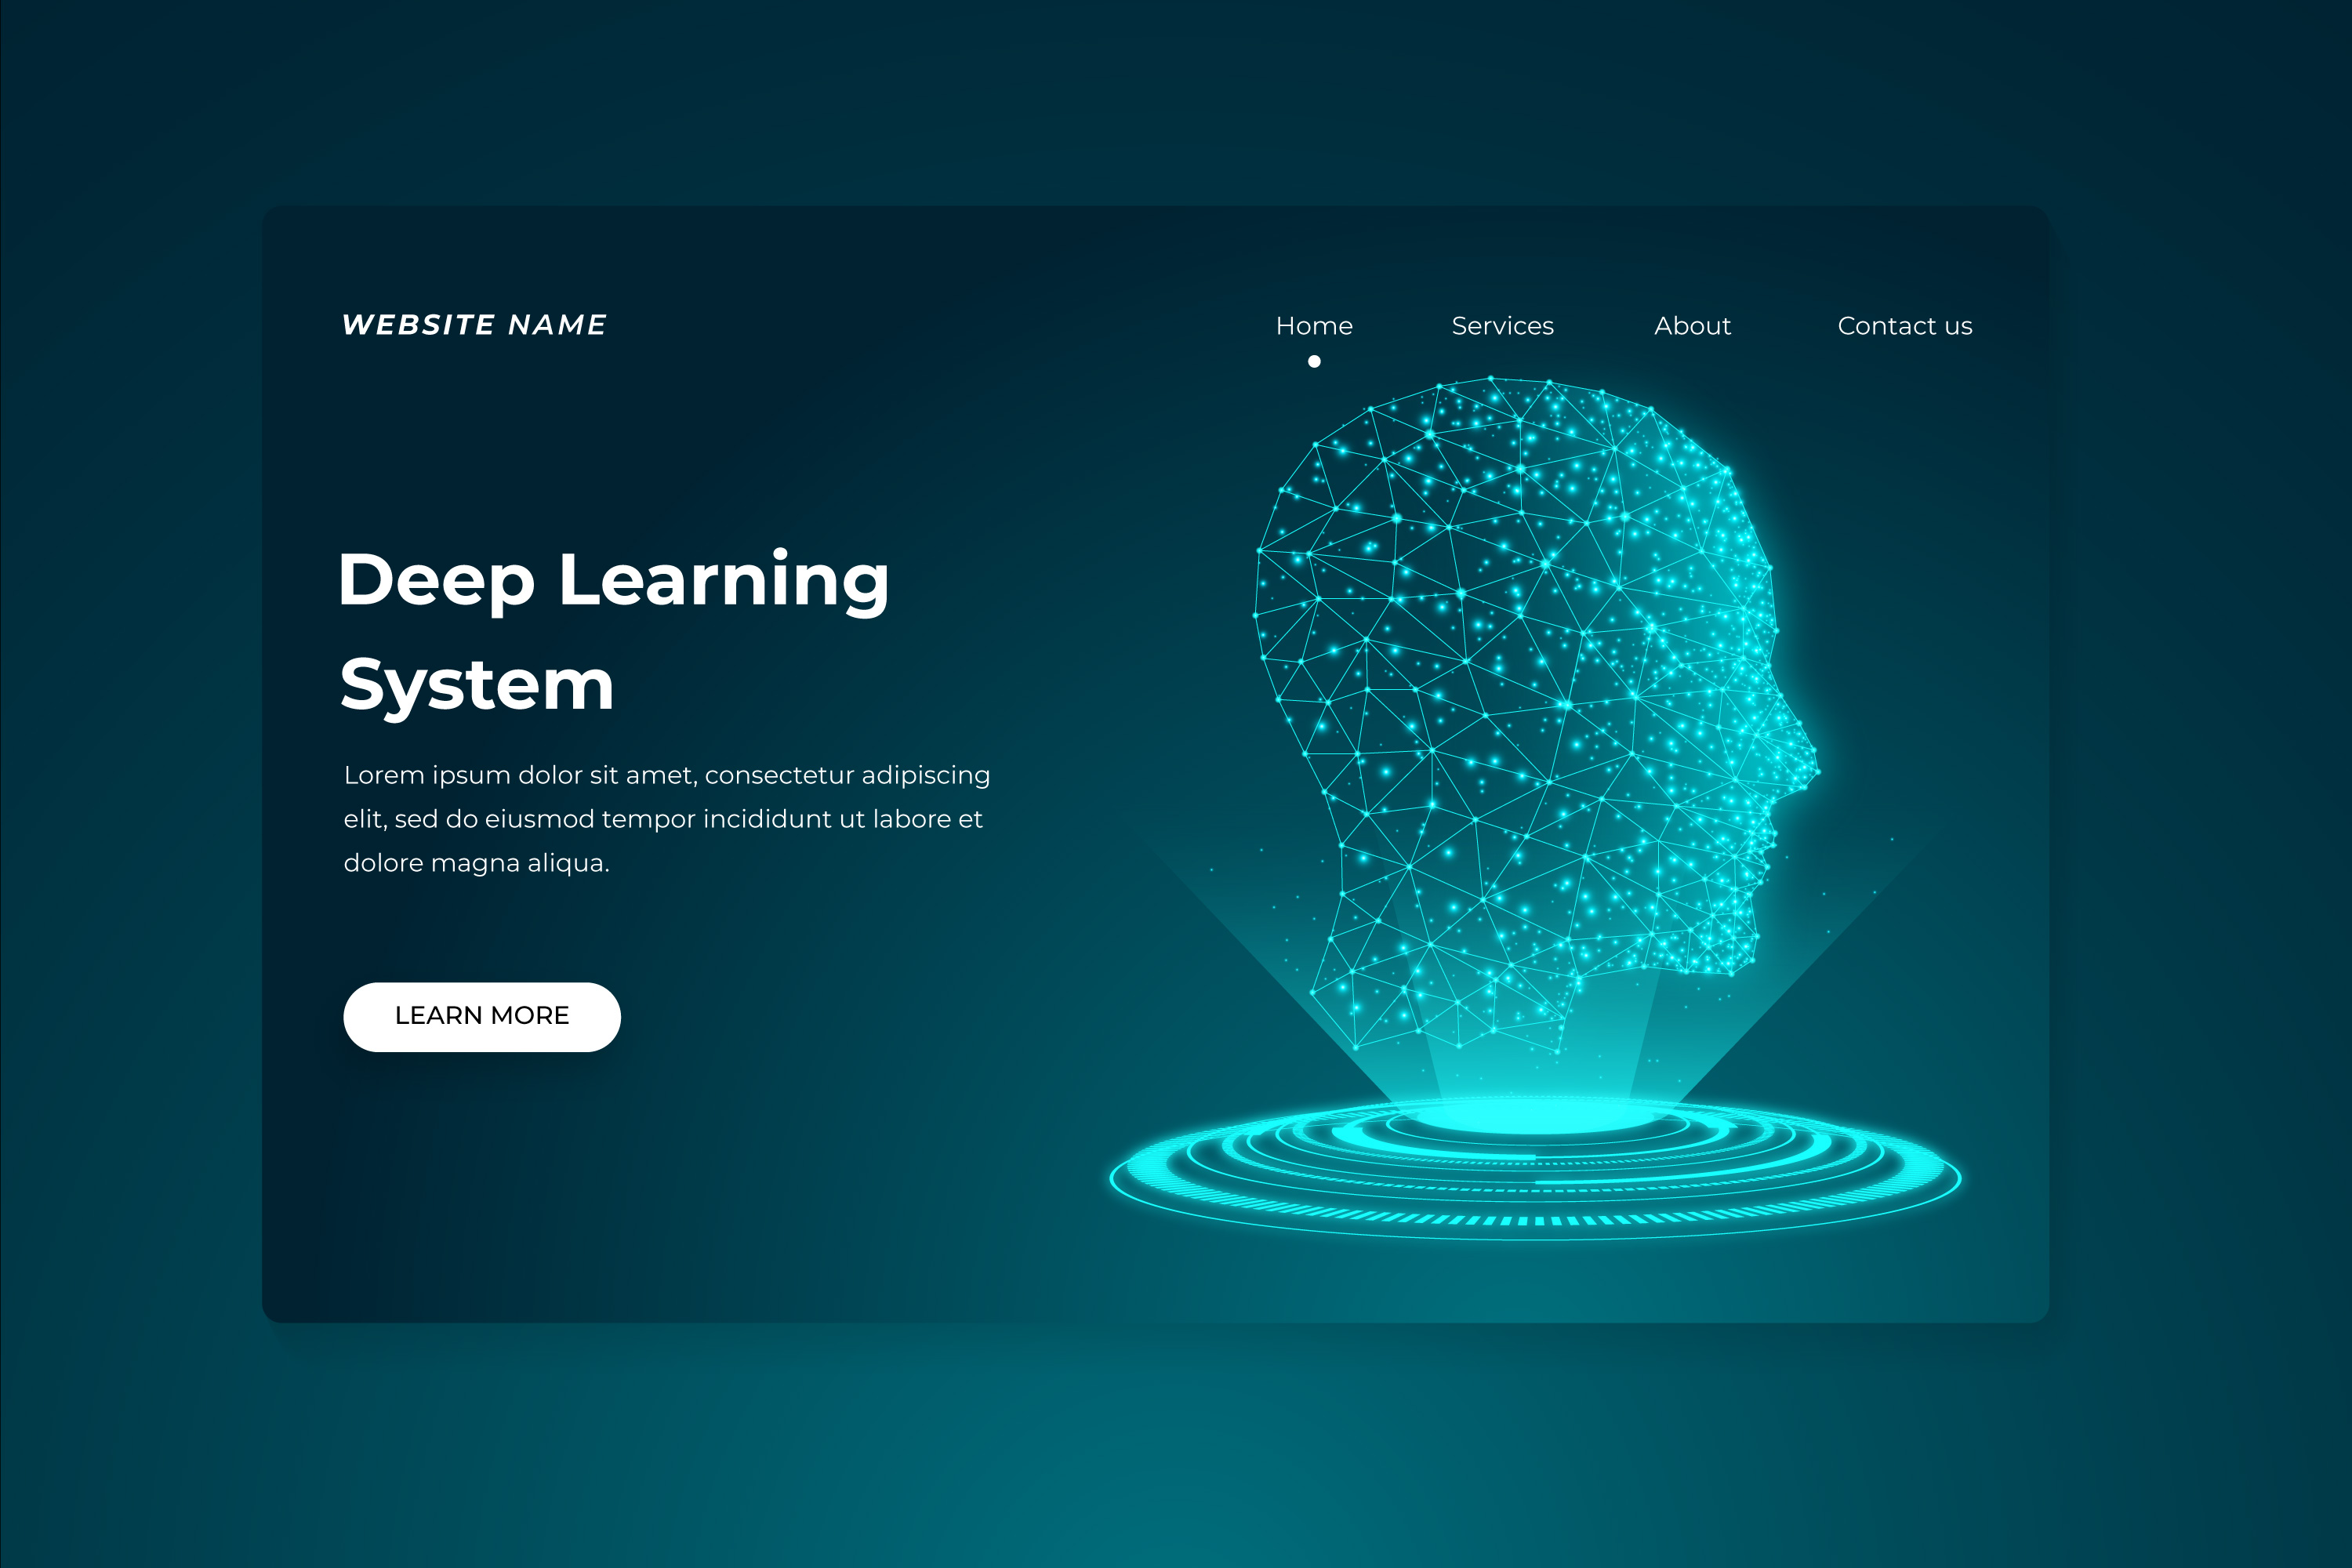 WEBSITE NAME
Home Services About Contact us
Deep Learning
System
Lorem ipsum dolor sit amet, consectetur adipiscing
elit, sed do eiusmod tempor incididunt ut labore et
dolore magna aliqua.
LEARN MORE